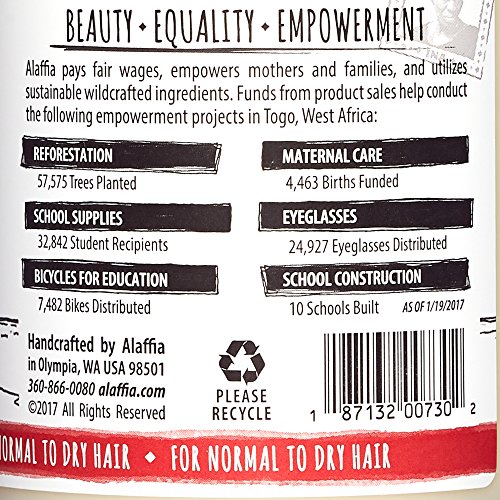 BEAUTY • EQUALITY • EMPOWERMENT
Alaffia pays fair wages, empowers mothers and families, and utilizes
sustainable wildcrafted ingredients. Funds from product sales help conduct
the following empowerment projects in Togo, West Africa:
REFORESTATION
57,575 Trees Planted
SCHOOL SUPPLIES
32,842 Student Recipients
BICYCLES FOR EDUCATION
7,482 Bikes Distributed
MATERNAL CARE
4,463 Births Funded
EYEGLASSES
24,927 Eyeglasses Distributed
SCHOOL CONSTRUCTION
10 Schools Built AS OF 1/19/2017
Handcrafted by Alaffia
in Olympia, WA USA 98501
360-866-0080 alaffia.com
©2017 All Rights Reserved
PLEASE
RECYCLE
1 87132 00730 2
NORMAL TO DRY HAIR • FOR NORMAL TO DRY HAIR